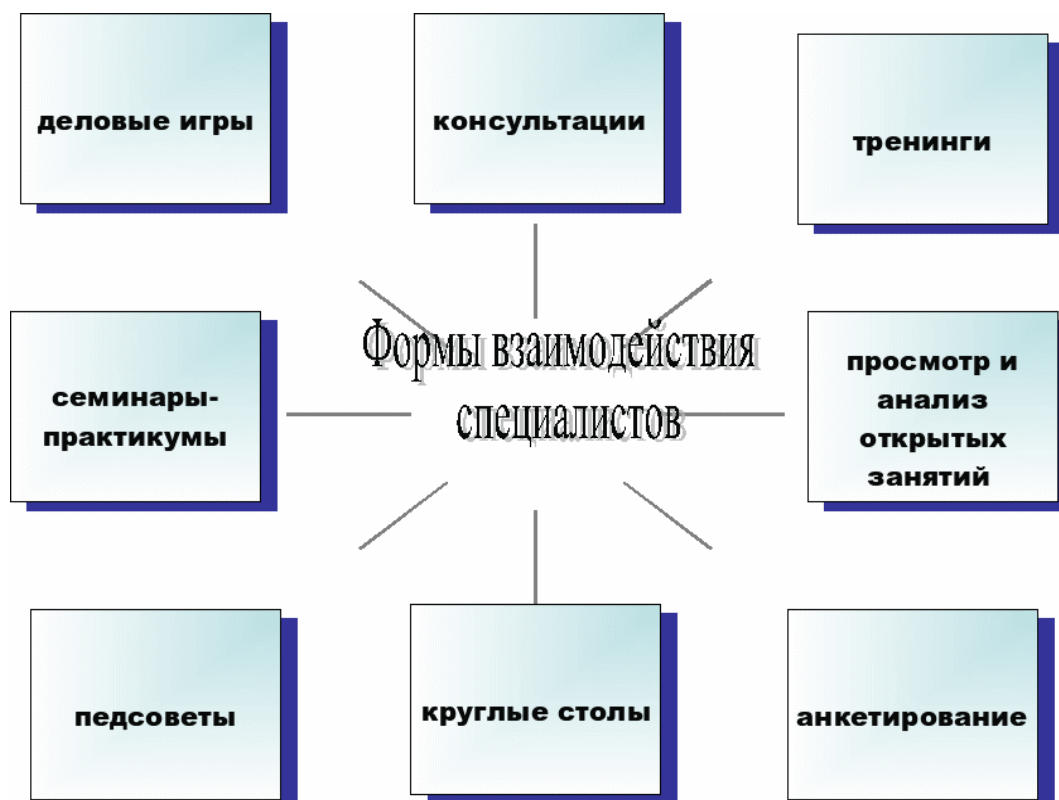 деловые игры
консультации
тренинги
Формы взаимодействия
специалистов
семинары-
практикумы
просмотр и
анализ
открытых
занятий
педсоветы
круглые столы
анкетирование